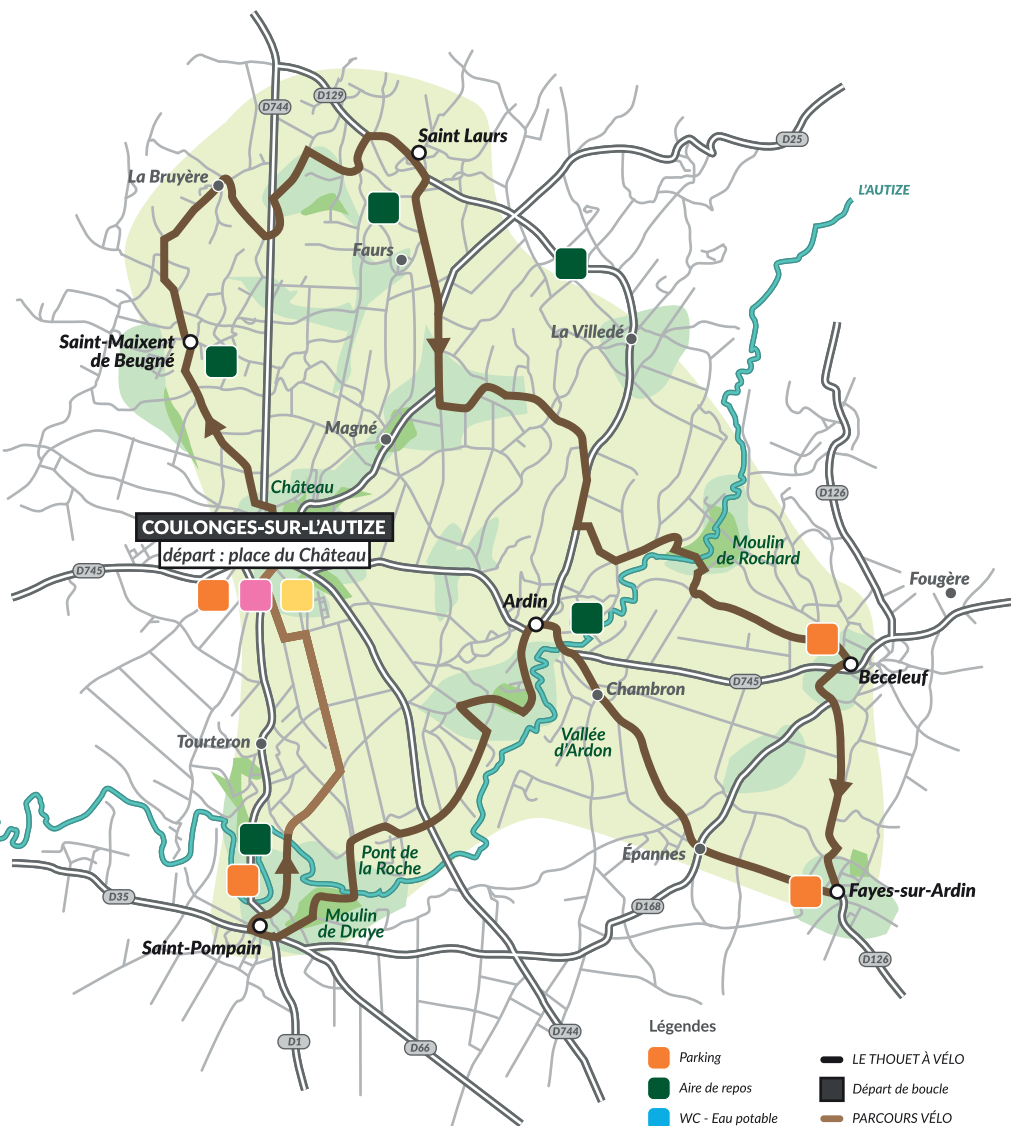 D744
D129
Saint Laurs
D25
La Bruyère
L'AUTIZE
Faurs
La Villedé
Saint-Maixent
de Beugné
Magné
Château
D126
COULONGES-SUR-L'AUTIZE
départ : place du Château
Moulin
de Rochard
D745
Fougère
Ardin
Béceleuf
D745
Chambron
Vallée
d'Ardon
Tourteron
Pont de
la Roche
Épannes
Fayes-sur-Ardin
D35
D168
Moulin
de Draye
Saint-Pompain
D126
D1
D66
D744
Légendes
Parking
LE THOUET À VÉLO
Aire de repos
Départ de boucle
WC - Eau potable
PARCOURS VÉLO